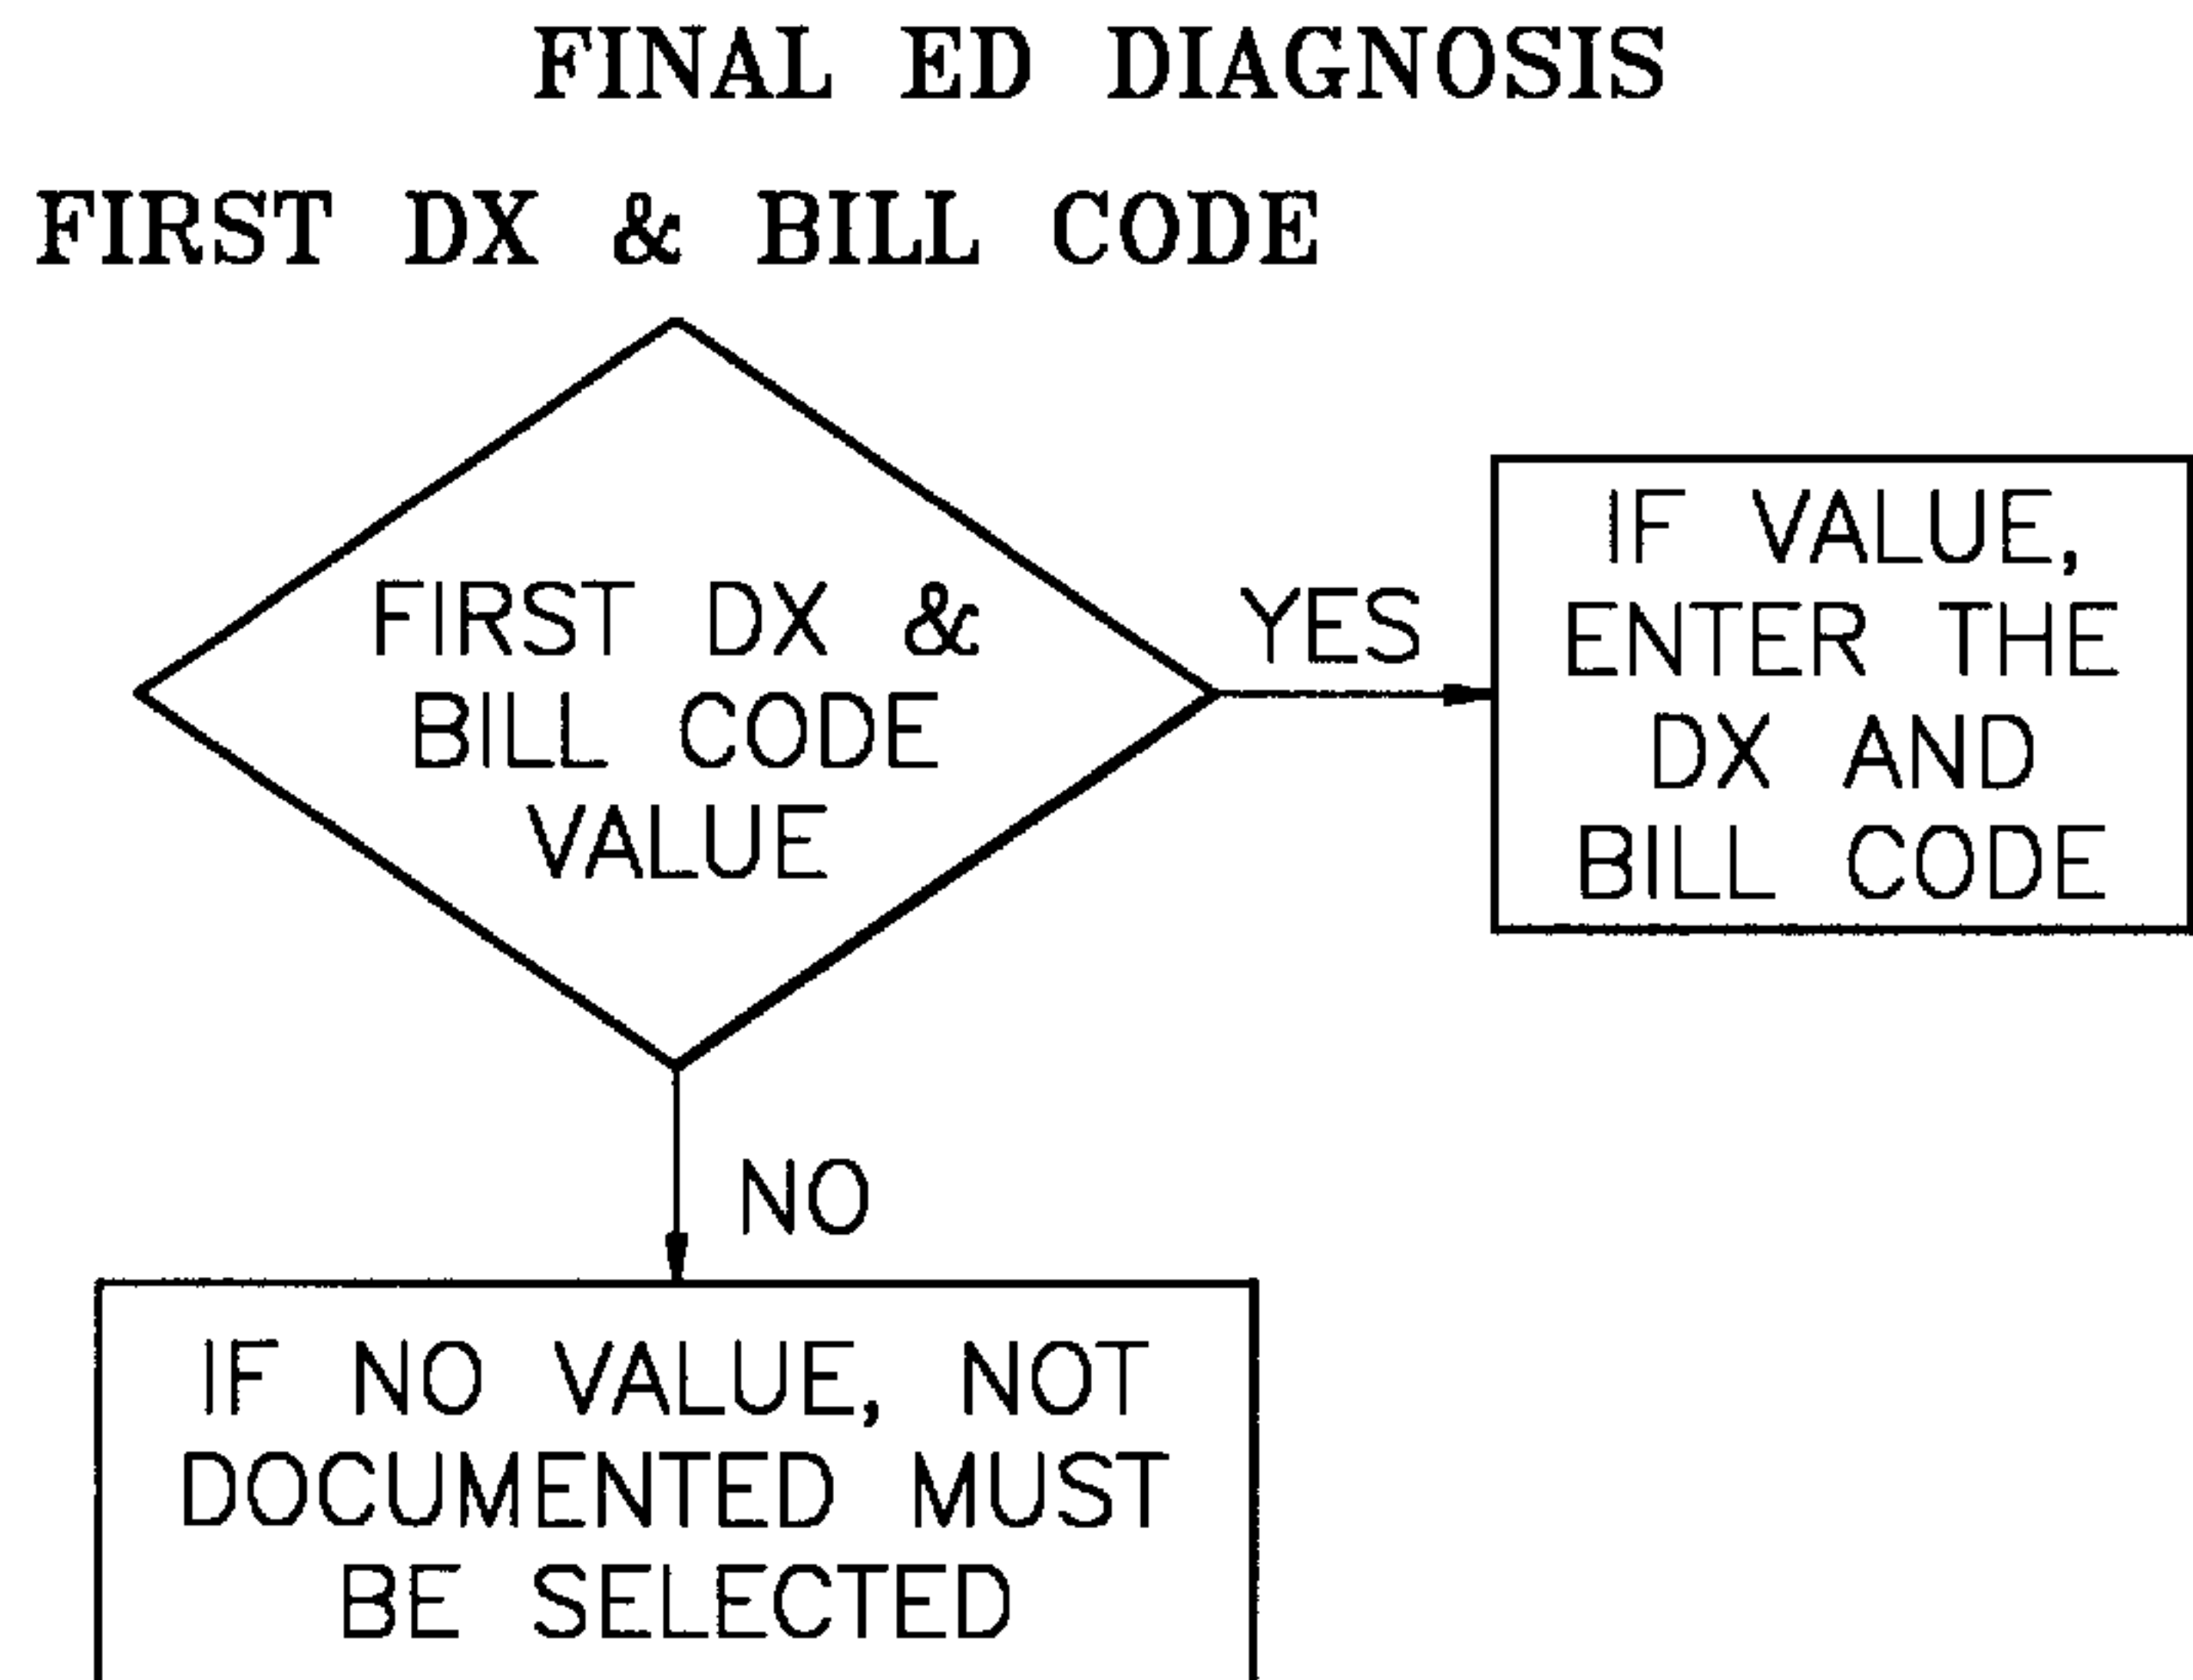 FINAL ED DIAGNOSIS
FIRST DX & BILL CODE
FIRST DX &
BILL CODE
VALUE
YES
IF VALUE,
ENTER THE
DX AND
BILL CODE
NO
IF NO VALUE, NOT
DOCUMENTED MUST
BE SELECTED